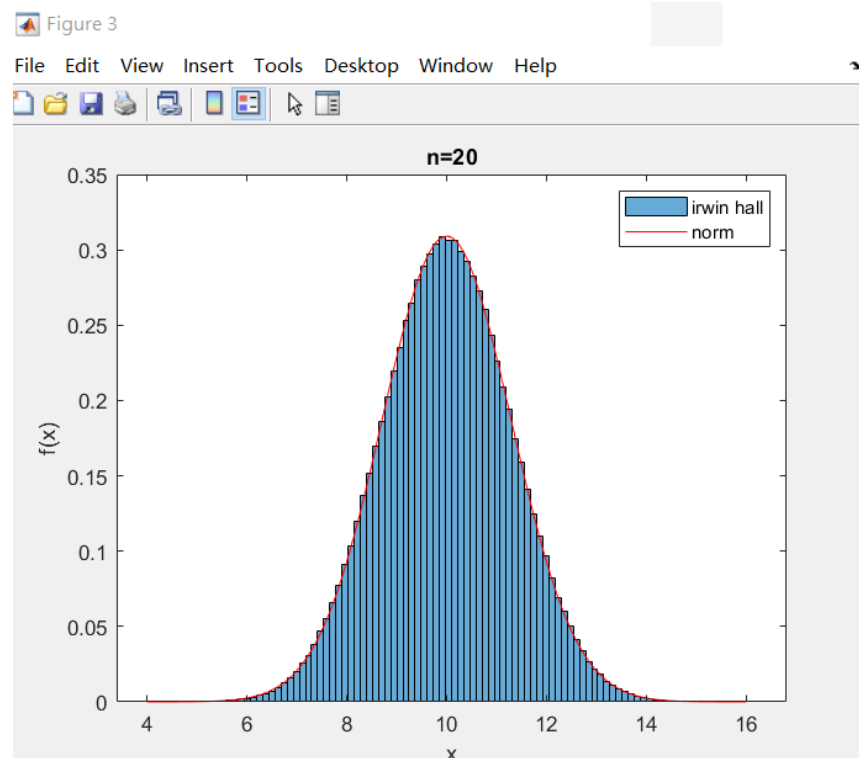 Figure 3
File Edit View Insert Tools Desktop Window Help
n=20
0.35
0.3
0.25
0.2
0.15
0.1
0.05
0
f(x)
irwin hall
norm
4 6 8 10 12 14 16
x